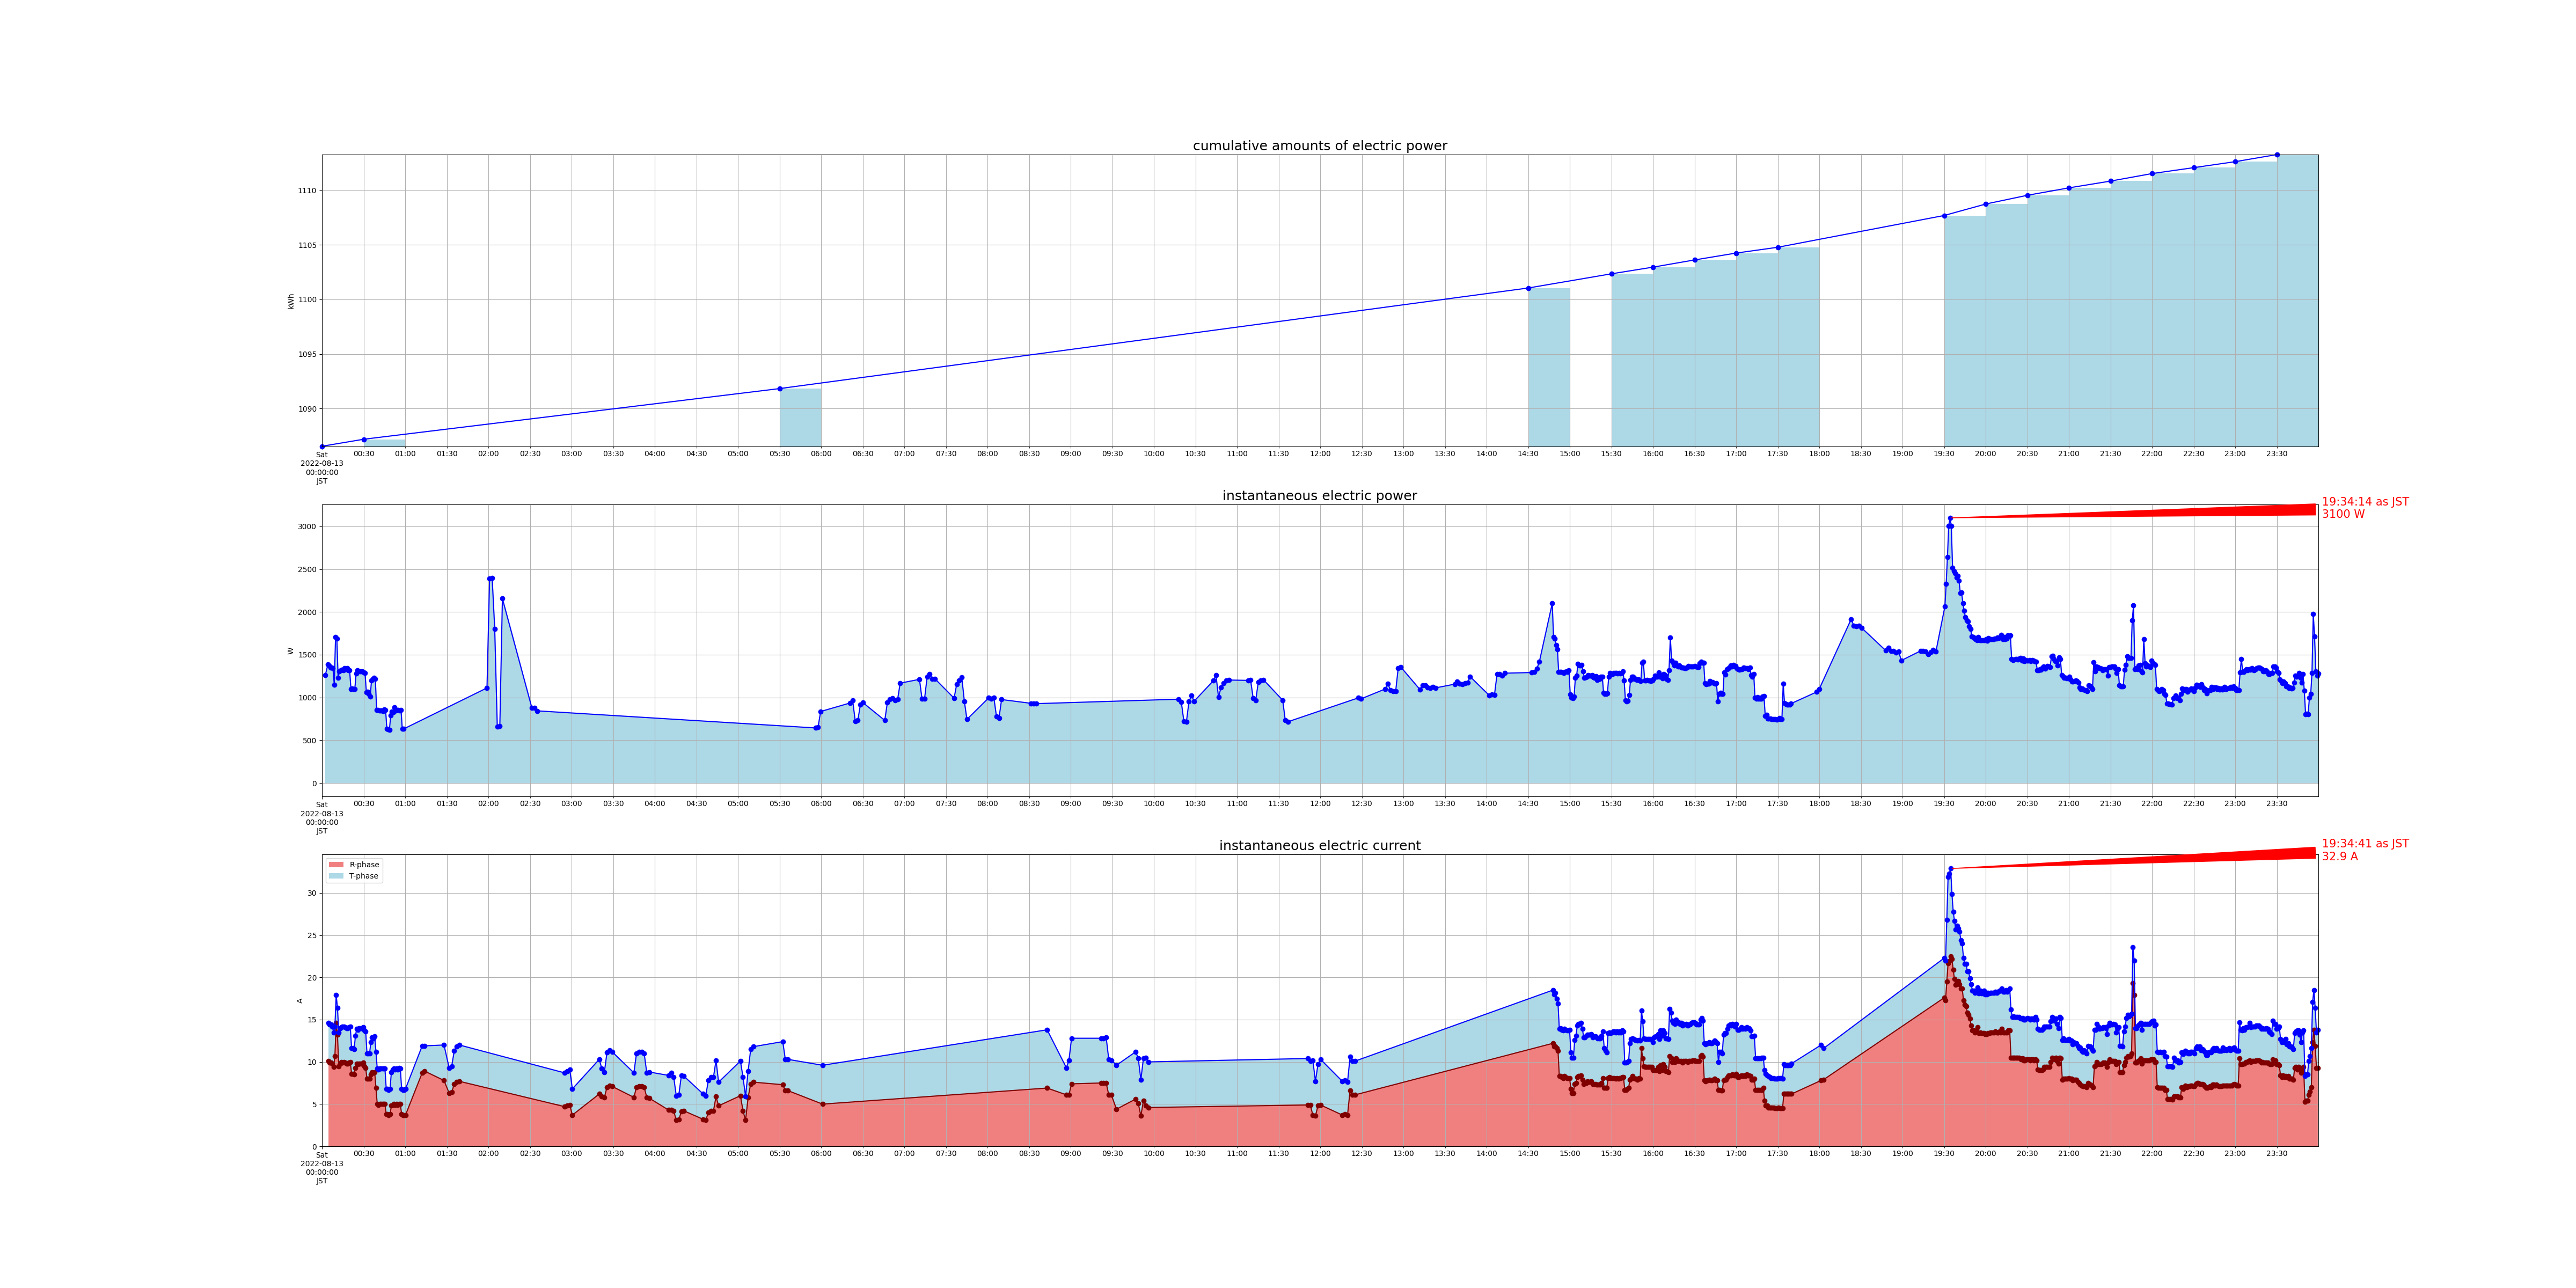 cumulative amounts of electric power
1110
1105
1100
1095
1090
kWh
00:30 01:00 01:30 02:00 02:30 03:00 03:30 04:00 04:30 05:00 05:30 06:00 06:30 07:00 07:30 08:00 08:30 09:00 09:30 10:00 10:30 11:00 11:30 12:00 12:30 13:00 13:30 14:00 14:30 15:00 15:30 16:00 16:30 17:00 17:30 18:00 18:30 19:00 19:30 20:00 20:30 21:00 21:30 22:00 22:30 23:00 23:30
Sat
2022-08-13
00:00:00
JST
instantaneous electric power
19:34:14 as JST
3100 W
3000
2500
2000
1500
1000
500
0
W
00:30 01:00 01:30 02:00 02:30 03:00 03:30 04:00 04:30 05:00 05:30 06:00 06:30 07:00 07:30 08:00 08:30 09:00 09:30 10:00 10:30 11:00 11:30 12:00 12:30 13:00 13:30 14:00 14:30 15:00 15:30 16:00 16:30 17:00 17:30 18:00 18:30 19:00 19:30 20:00 20:30 21:00 21:30 22:00 22:30 23:00 23:30
Sat
2022-08-13
00:00:00
JST
instantaneous electric current
19:34:41 as JST
32.9 A
R-phase
T-phase
30
25
20
15
10
5
0
A
00:30 01:00 01:30 02:00 02:30 03:00 03:30 04:00 04:30 05:00 05:30 06:00 06:30 07:00 07:30 08:00 08:30 09:00 09:30 10:00 10:30 11:00 11:30 12:00 12:30 13:00 13:30 14:00 14:30 15:00 15:30 16:00 16:30 17:00 17:30 18:00 18:30 19:00 19:30 20:00 20:30 21:00 21:30 22:00 22:30 23:00 23:30
Sat
2022-08-13
00:00:00
JST